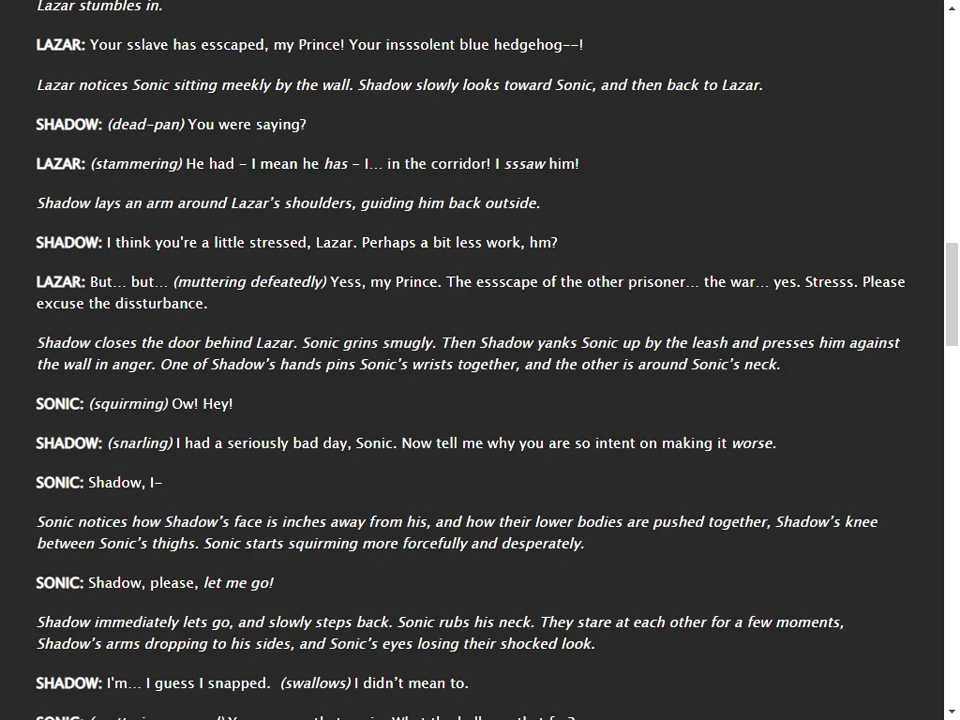 Lazar stumbles in.
LAZAR: Your sslave has esscaped, my Prince! Your insssolent blue hedgehog--!
Lazar notices Sonic sitting meekly by the wall. Shadow slowly looks toward Sonic, and then back to Lazar.
SHADOW: (dead-pan) You were saying?
LAZAR: (stammering) He had - I mean he has - I... in the corridor! I sssaw him!
Shadow lays an arm around Lazar's shoulders, guiding him back outside.
SHADOW: I think you're a little stressed, Lazar. Perhaps a bit less work, hm?
LAZAR: But... but... (muttering defeatedly) Yess, my Prince. The essscape of the other prisoner... the war... yes. Stresss. Please
excuse the dissturbance.
Shadow closes the door behind Lazar. Sonic grins smugly. Then Shadow yanks Sonic up by the leash and presses him against
the wall in anger. One of Shadow's hands pins Sonic's wrists together, and the other is around Sonic's neck.
SONIC: (squirming) Ow! Hey!
SHADOW: (snarling) I had a seriously bad day, Sonic. Now tell me why you are so intent on making it worse.
SONIC: Shadow, I-
Sonic notices how Shadow's face is inches away from his, and how their lower bodies are pushed together, Shadow's knee
between Sonic's thighs. Sonic starts squirming more forcefully and desperately.
SONIC: Shadow, please, let me go!
Shadow immediately lets go, and slowly steps back. Sonic rubs his neck. They stare at each other for a few moments,
Shadow's arms dropping to his sides, and Sonic's eyes losing their shocked look.
SHADOW: I'm... I guess I snapped. (swallows) I didn't mean to.